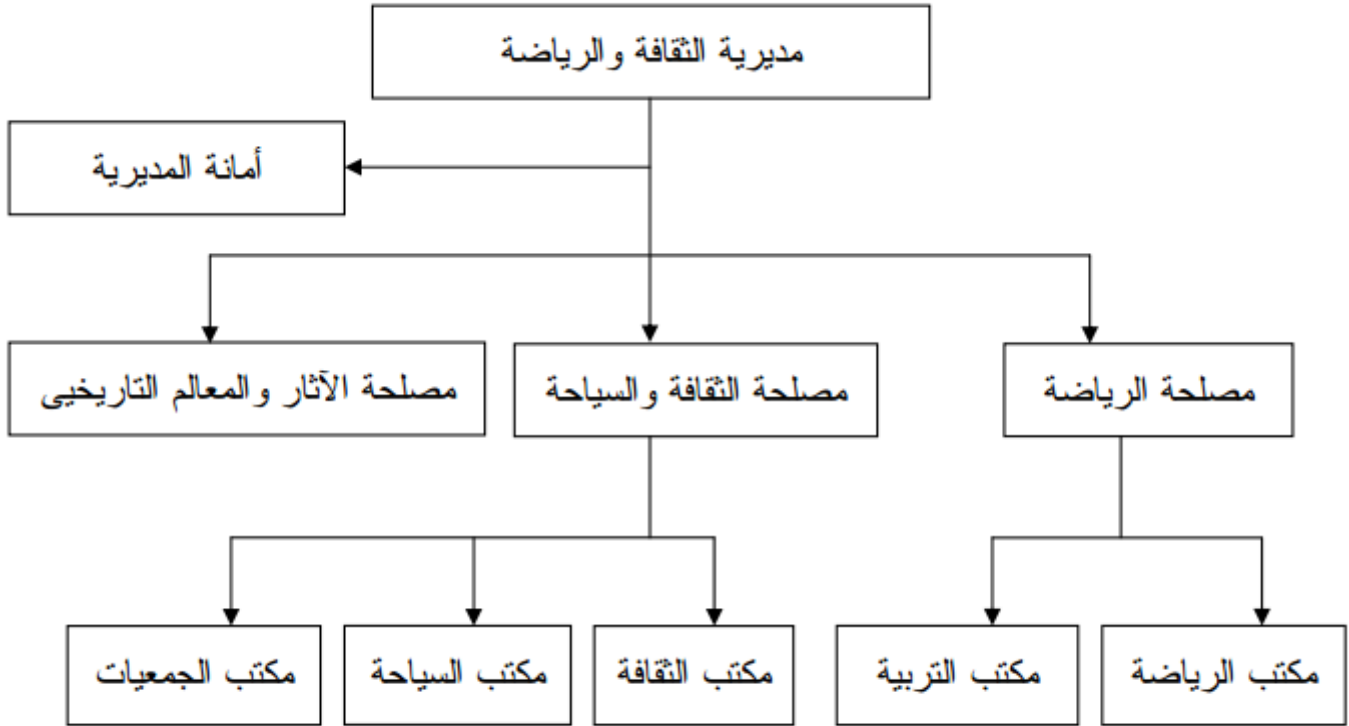 مديرية الثقافة والرياضة
أمانة المديرية
مصلحة الرياضة
مصلحة الثقافة والسياحة
مصلحة الآثار والمعالم التاريخيى
مكتب الرياضة
مكتب التربية
مكتب الثقافة
مكتب السياحة
مكتب الجمعيات